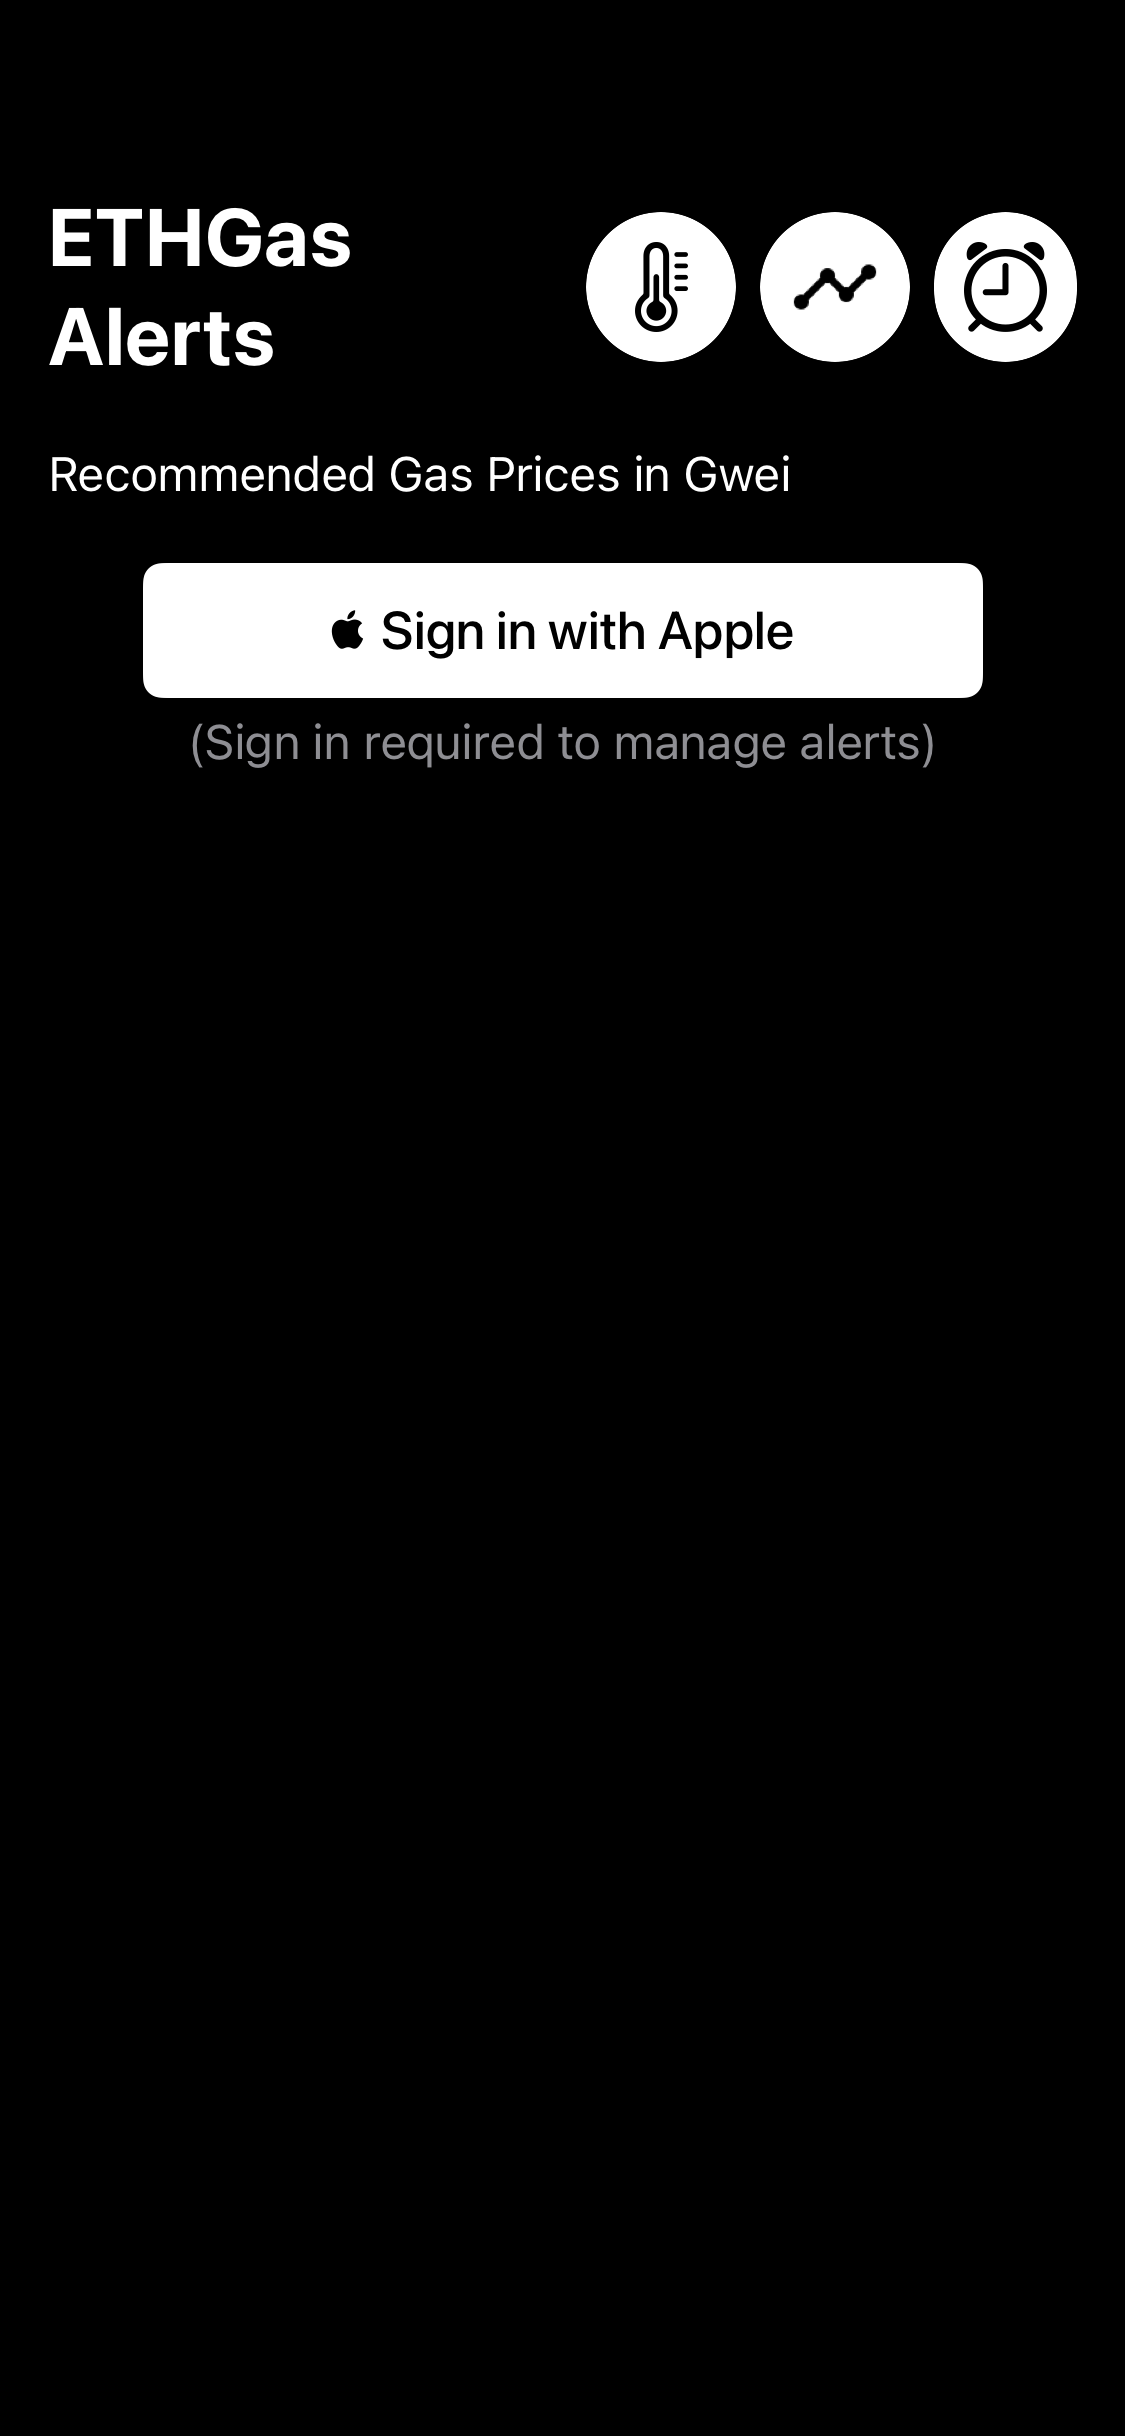 ETHGas
Alerts
Recommended Gas Prices in Gwei
Sign in with Apple
(Sign in required to manage alerts)